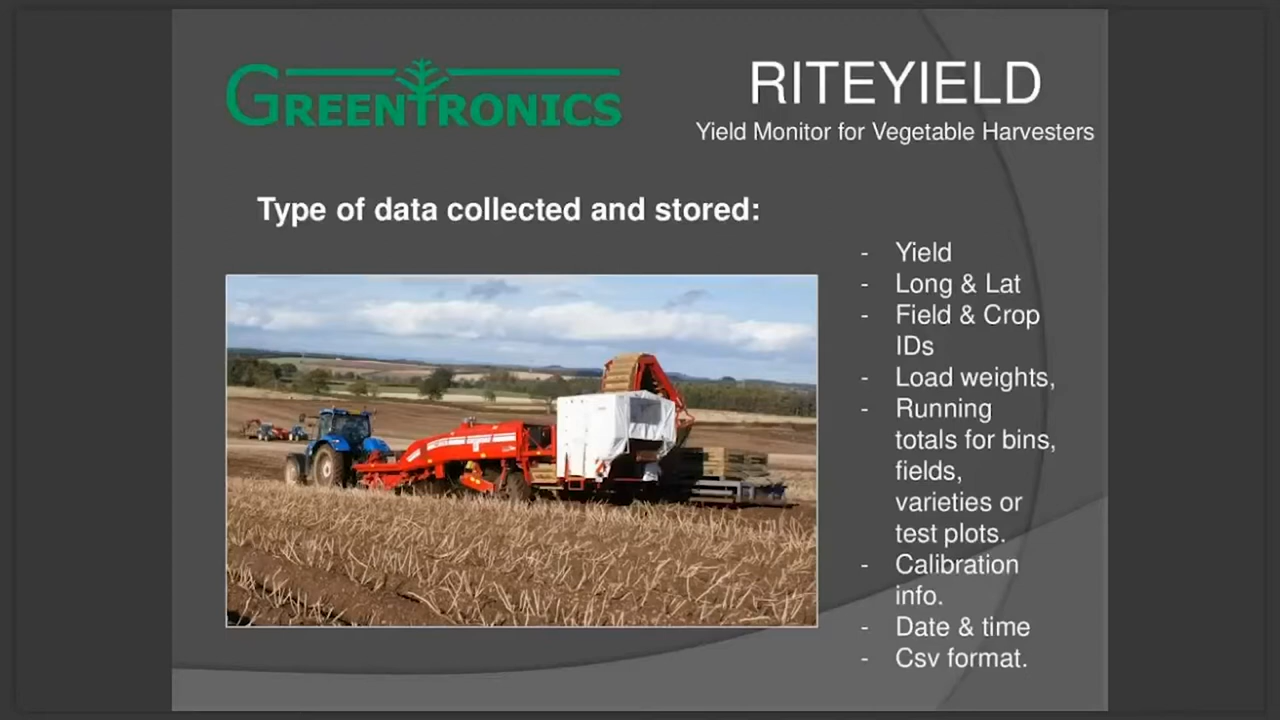 GREENTRONICS
RITEYIELD
Yield Monitor for Vegetable Harvesters
Type of data collected and stored:
- Yield
- Long & Lat
- Field & Crop
IDs
- Load weights,
- Running
totals for bins,
fields,
varieties or
test plots.
- Calibration
info.
- Date & time
- Csv format.